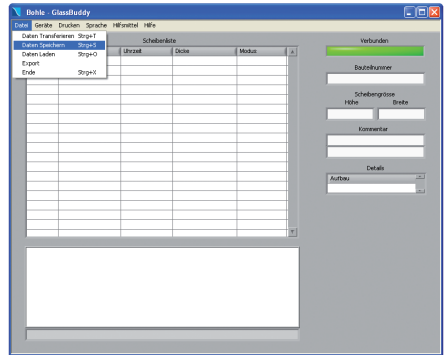 Bohle - GlassBuddy
Datei Geräte Drucken Sprache Hilfsmittel Hilfe
Daten Transferieren Strg+T
Daten Speichern Strg+S
Daten Laden Strg+O
Export
Ende Strg+X
Scheibenliste
Uhrzeit Dicke Modus
Verbunden
Bauteilnummer
Scheibengrösse
Höhe Breite
Kommentar
Details
Aufbau